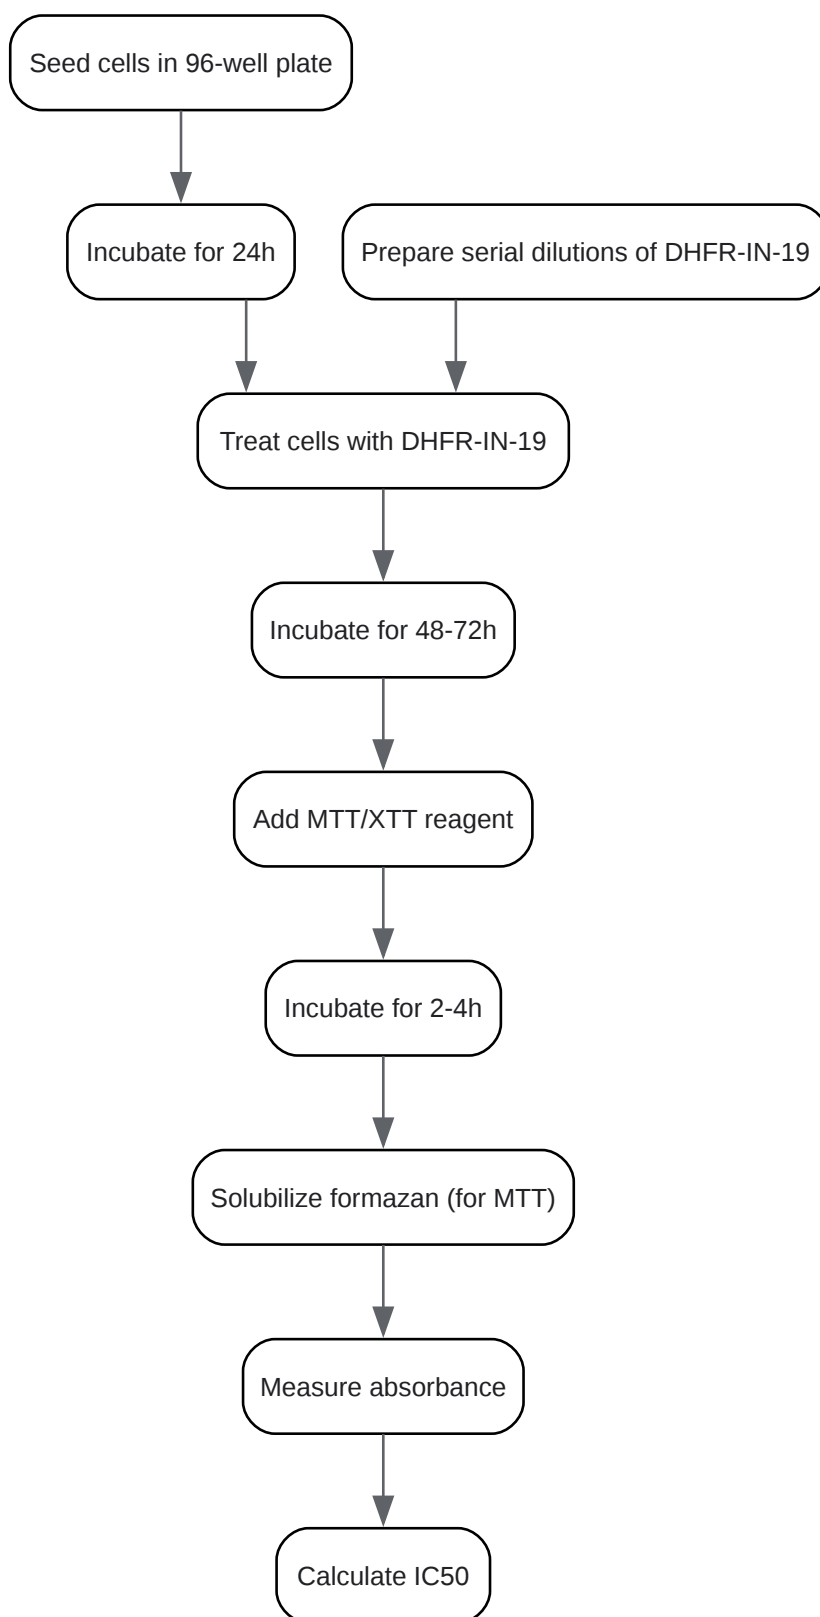 Seed cells in 96-well plate
Incubate for 24h
Prepare serial dilutions of DHFR-IN-19
Treat cells with DHFR-IN-19
Incubate for 48-72h
Add MTT/XTT reagent
Incubate for 2-4h
Solubilize formazan (for MTT)
Measure absorbance
Calculate IC50